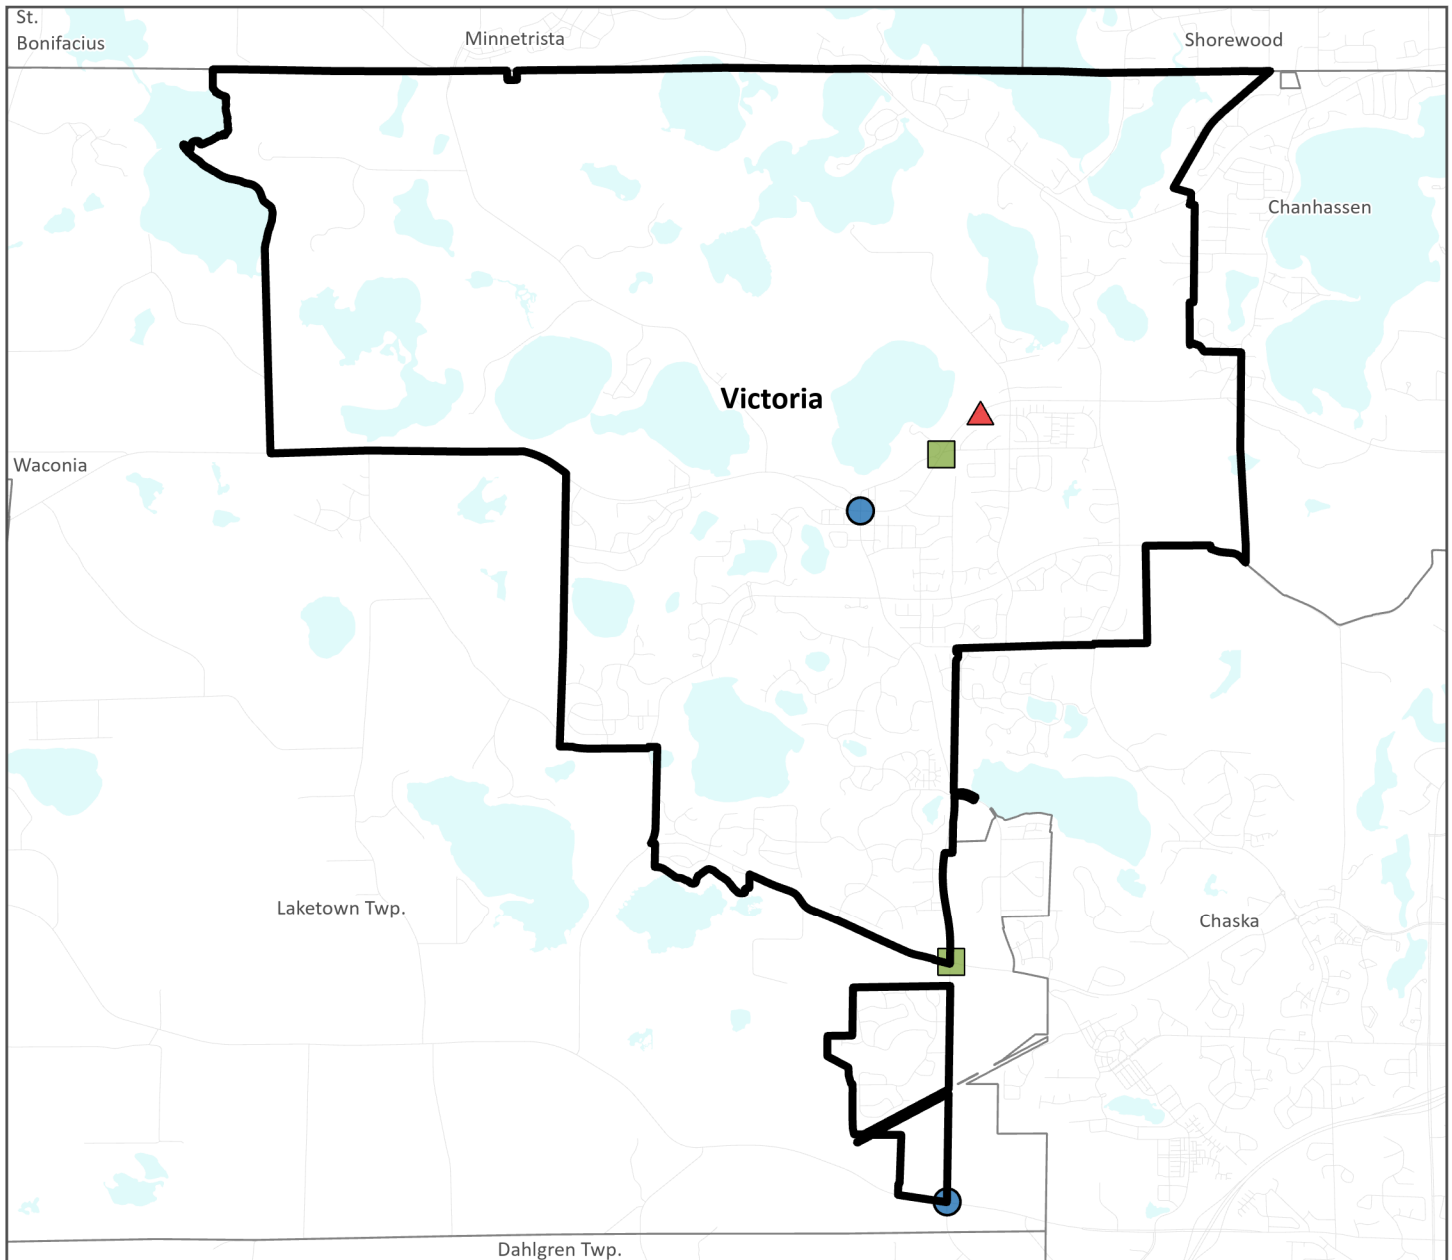 St.
Bonifacius
Minnetrista
Shorewood
Chanhassen
Victoria
Waconia
Laketown Twp.
Chaska
Dahlgren Twp.